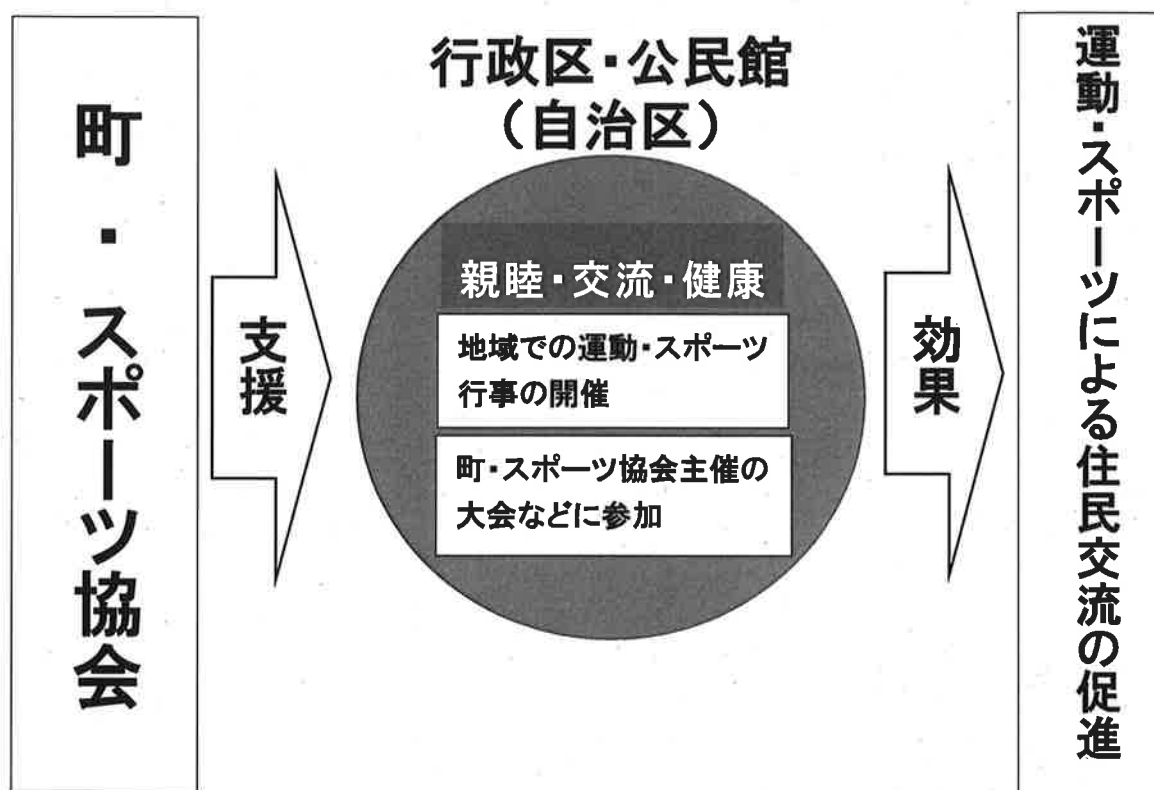 町・スポーツ協会
支援
行政区・公民館
（自治区）
親睦・交流・健康
地域での運動・スポーツ
行事の開催
町・スポーツ協会主催の
大会などに参加
効果
運動・スポーツによる住民交流の促進